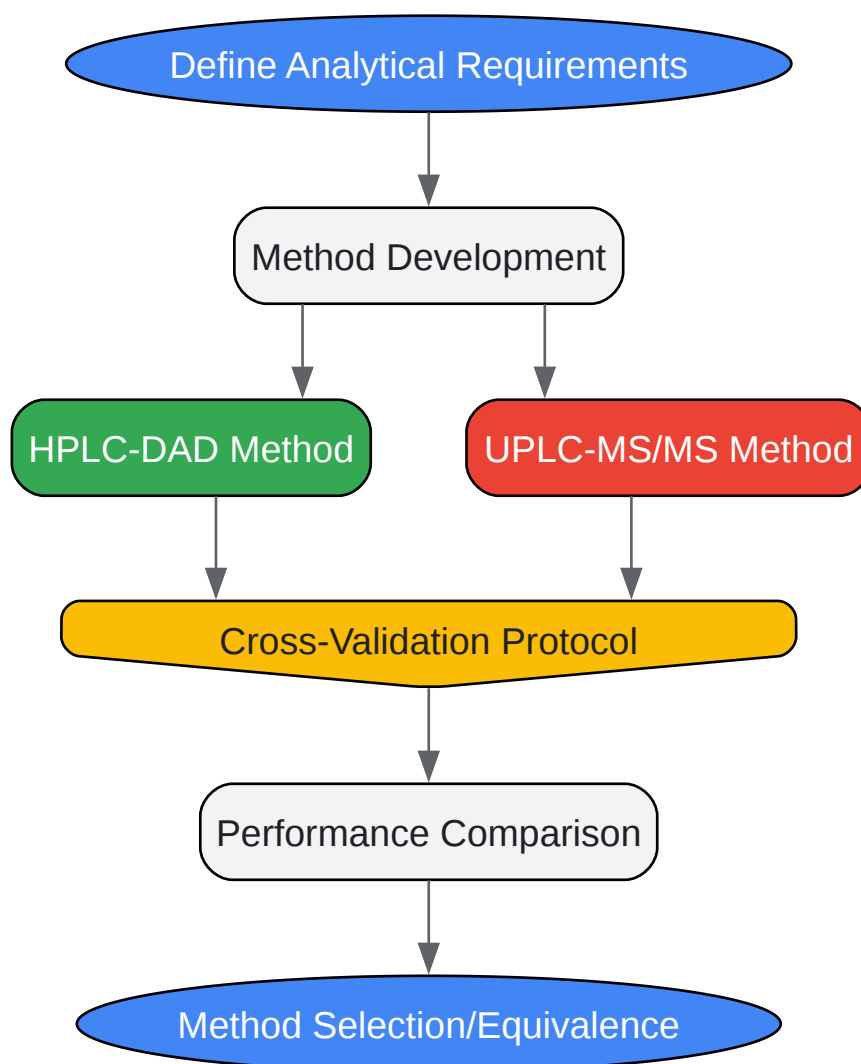 Define Analytical Requirements
Method Development
HPLC-DAD Method
UPLC-MS/MS Method
Cross-Validation Protocol
Performance Comparison
Method Selection/Equivalence